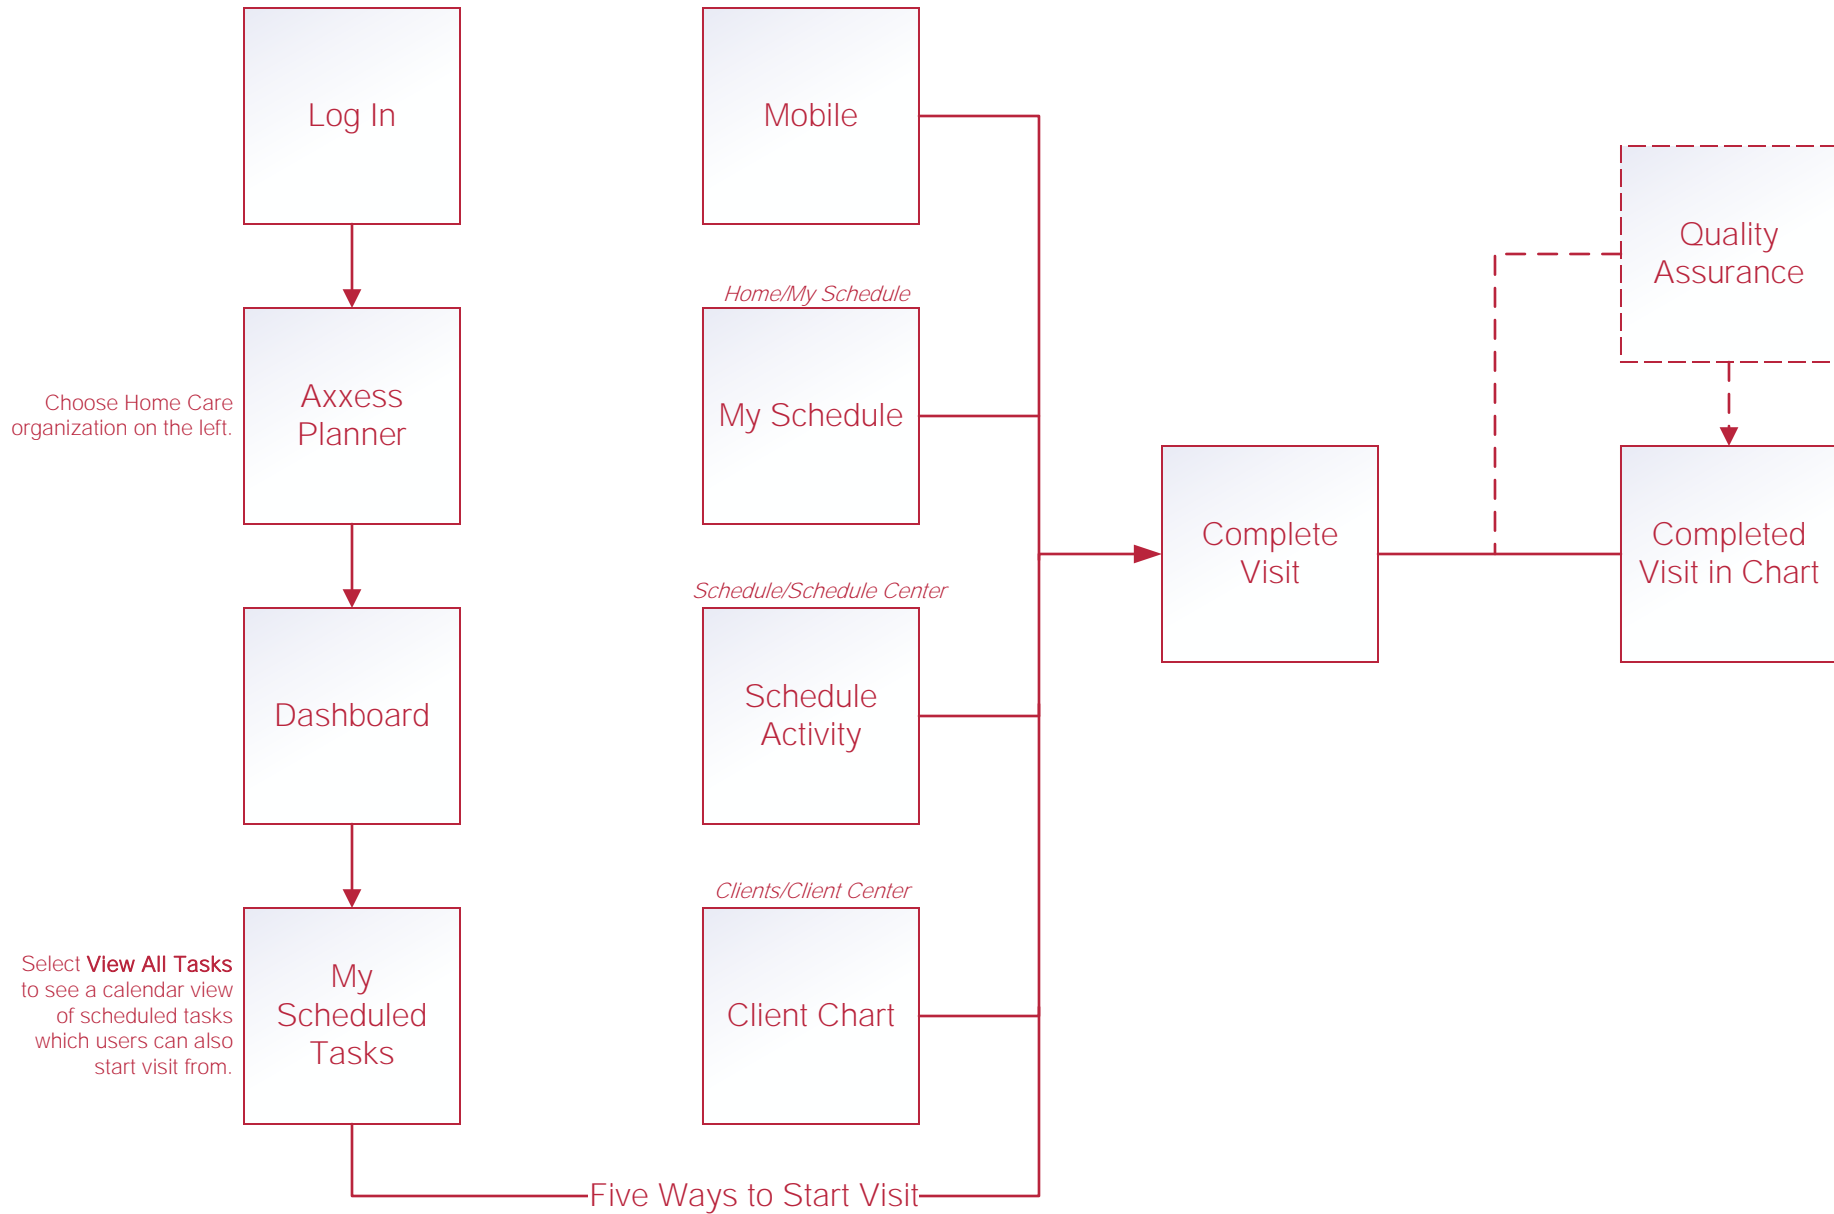 Log In
Choose Home Care
organization on the left.
Axxess
Planner
Dashboard
Select View All Tasks
to see a calendar view
of scheduled tasks
which users can also
start visit from.
My
Scheduled
Tasks
Five Ways to Start Visit
Mobile
Home/My Schedule
My Schedule
Schedule/Schedule Center
Schedule
Activity
Clients/Client Center
Client Chart
Complete
Visit
Quality
Assurance
Completed
Visit in Chart